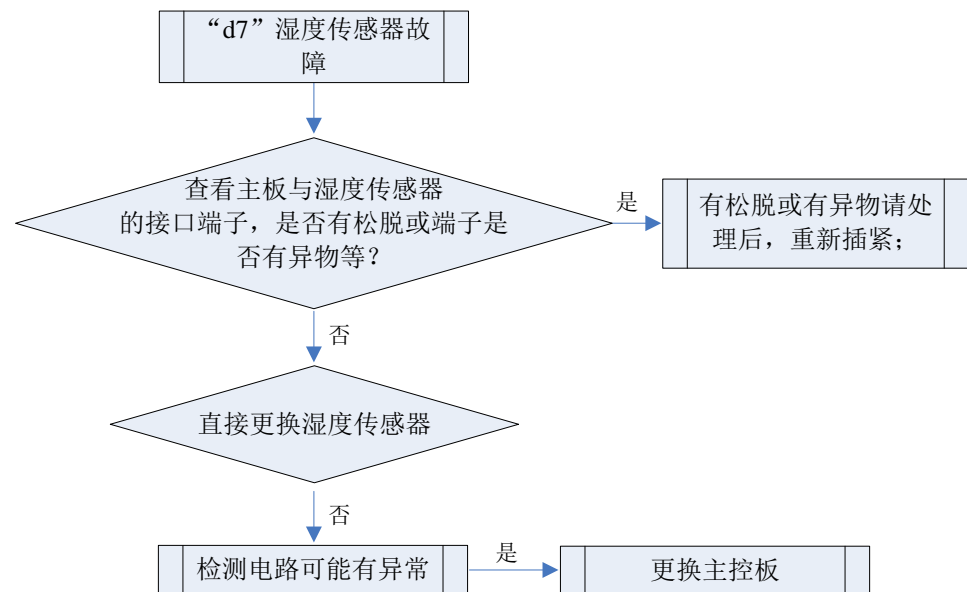 “d7”湿度传感器故
障
查看主板与湿度传感器
的接口端子，是否有松脱或端子是
否有异物等？
是
有松脱或有异物请处
理后，重新插紧；
否
直接更换湿度传感器
否
检测电路可能有异常
是
更换主控板